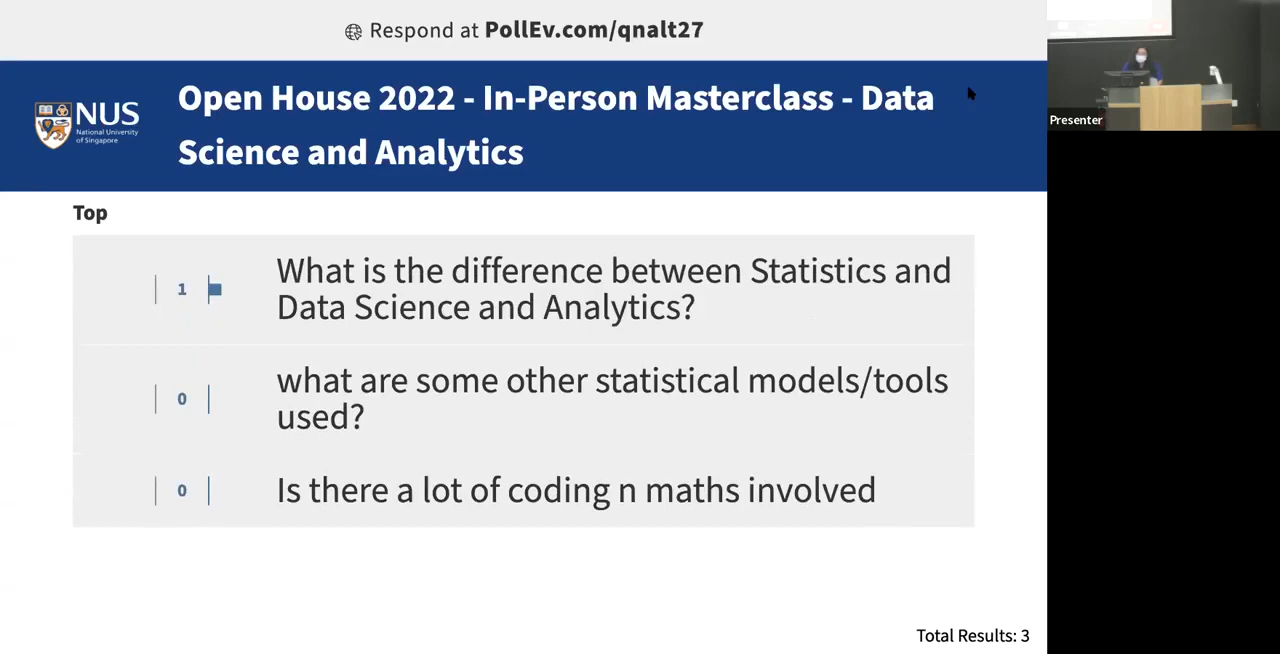 Respond at PollEv.com/qnalt27
NUS
National University
of Singapore
Open House 2022 - In-Person Masterclass - Data
Science and Analytics
Presenter
Top
1
What is the difference between Statistics and
Data Science and Analytics?
0
what are some other statistical models/tools
used?
0
Is there a lot of coding n maths involved
Total Results: 3